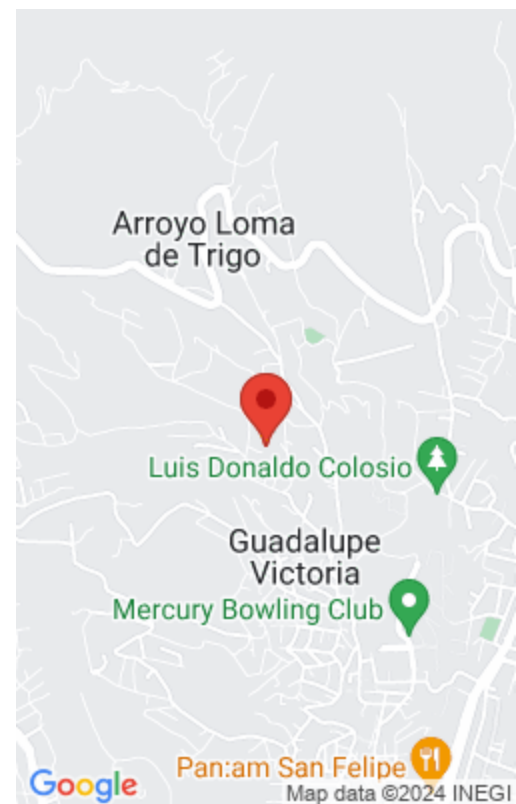 Arroyo Loma
de Trigo
Luis Donaldo Colosio
Guadalupe
Victoria
Mercury Bowling Club
Pan:am San Felipe
Google
Map data ©2024 INEGI